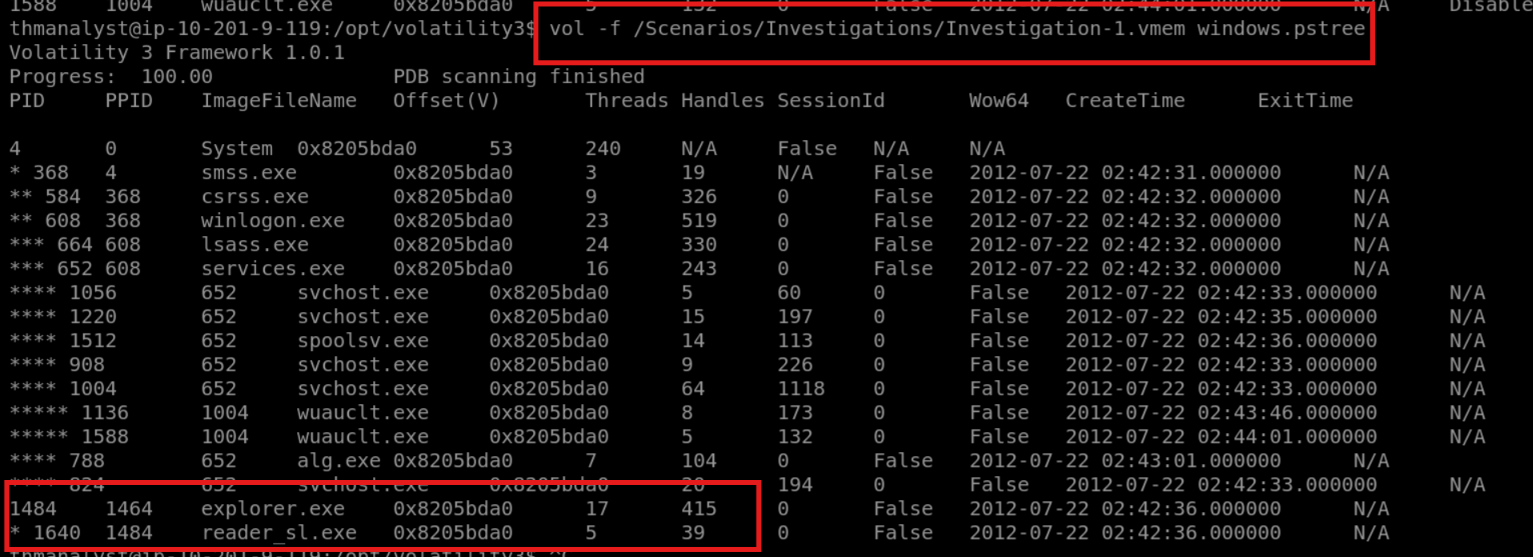 1588 1004 wuauclt.exe 0x8205bda0 5 132 0 False 2012-07-22 02:44:01.000000 N/A Disable
thmanalyst@ip-10-201-9-119:/opt/volatility3$ vol -f /Scenarios/Investigations/Investigation-1.vmem windows.pstree
Volatility 3 Framework 1.0.1
Progress: 100.00 PDB scanning finished
PID PPID ImageFileName Offset(V) Threads Handles SessionId Wow64 CreateTime ExitTime
4 0 System 0x8205bda0 53 240 N/A False N/A N/A
* 368 4 smss.exe 0x8205bda0 3 19 N/A False 2012-07-22 02:42:31.000000 N/A
** 584 368 csrss.exe 0x8205bda0 9 326 0 False 2012-07-22 02:42:32.000000 N/A
** 608 368 winlogon.exe 0x8205bda0 23 519 0 False 2012-07-22 02:42:32.000000 N/A
*** 664 608 lsass.exe 0x8205bda0 24 330 0 False 2012-07-22 02:42:32.000000 N/A
*** 652 608 services.exe 0x8205bda0 16 243 0 False 2012-07-22 02:42:32.000000 N/A
**** 1056 652 svchost.exe 0x8205bda0 5 60 0 False 2012-07-22 02:42:33.000000 N/A
**** 1220 652 svchost.exe 0x8205bda0 15 197 0 False 2012-07-22 02:42:35.000000 N/A
**** 1512 652 spoolsv.exe 0x8205bda0 14 113 0 False 2012-07-22 02:42:36.000000 N/A
**** 908 652 svchost.exe 0x8205bda0 9 226 0 False 2012-07-22 02:42:33.000000 N/A
**** 1004 652 svchost.exe 0x8205bda0 64 1118 0 False 2012-07-22 02:42:33.000000 N/A
***** 1136 1004 wuauclt.exe 0x8205bda0 8 173 0 False 2012-07-22 02:43:46.000000 N/A
***** 1588 1004 wuauclt.exe 0x8205bda0 5 132 0 False 2012-07-22 02:44:01.000000 N/A
**** 788 652 alg.exe 0x8205bda0 7 104 0 False 2012-07-22 02:43:01.000000 N/A
**** 824 652 svchost.exe 0x8205bda0 20 194 0 False 2012-07-22 02:42:33.000000 N/A
1484 1464 explorer.exe 0x8205bda0 17 415 0 False 2012-07-22 02:42:36.000000 N/A
* 1640 1484 reader_sl.exe 0x8205bda0 5 39 0 False 2012-07-22 02:42:36.000000 N/A
thmanalyst@ip-10-201-9-119:/opt/volatility3$ ^C